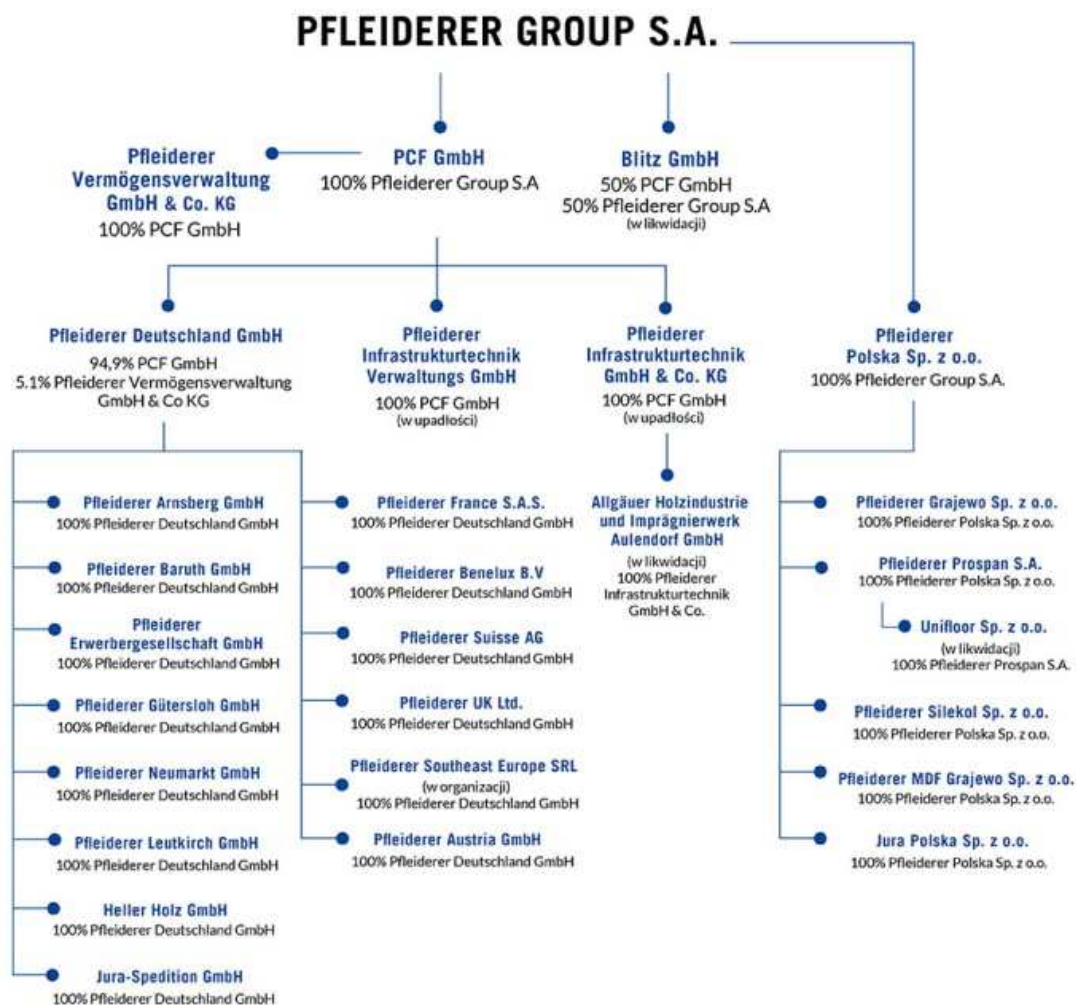 PFLEIDERER GROUP S.A.
Pfleiderer
Vermögensverwaltung
GmbH & Co. KG
100% PCF GmbH
PCF GmbH
100% Pfleiderer Group S.A
Blitz GmbH
50% PCF GmbH
50% Pfleiderer Group S.A
(w likwidacji)
Pfleiderer Deutschland GmbH
94,9% PCF GmbH
5.1% Pfleiderer Vermögensverwaltung
GmbH & Co KG
Pfleiderer
Infrastrukturtechnik
Verwaltungs GmbH
100% PCF GmbH
(w upadłości)
Pfleiderer
Infrastrukturtechnik
GmbH & Co. KG
100% PCF GmbH
(w upadłości)
Pfleiderer
Polska Sp. z o.o.
100% Pfleiderer Group S.A.
Pfleiderer Arnsberg GmbH
100% Pfleiderer Deutschland GmbH
Pfleiderer Baruth GmbH
100% Pfleiderer Deutschland GmbH
Pfleiderer
Erwerbergesellschaft GmbH
100% Pfleiderer Deutschland GmbH
Pfleiderer Gütersloh GmbH
100% Pfleiderer Deutschland GmbH
Pfleiderer Neumarkt GmbH
100% Pfleiderer Deutschland GmbH
Pfleiderer Leutkirch GmbH
100% Pfleiderer Deutschland GmbH
Heller Holz GmbH
100% Pfleiderer Deutschland GmbH
Jura-Spedition GmbH
100% Pfleiderer Deutschland GmbH
Pfleiderer France S.A.S.
100% Pfleiderer Deutschland GmbH
Pfleiderer Benelux B.V
100% Pfleiderer Deutschland GmbH
Pfleiderer Suisse AG
100% Pfleiderer Deutschland GmbH
Pfleiderer UK Ltd.
100% Pfleiderer Deutschland GmbH
Pfleiderer Southeast Europe SRL
(w organizacji)
100% Pfleiderer Deutschland GmbH
Pfleiderer Austria GmbH
100% Pfleiderer Deutschland GmbH
Allgäuer Holzindustrie
und Imprägnierwerk
Aulendorf GmbH
(w likwidacji)
100% Pfleiderer
Infrastrukturtechnik
GmbH & Co.
Pfleiderer Grajewo Sp. z o.o.
100% Pfleiderer Polska Sp. z o.o.
Pfleiderer Prospan S.A.
100% Pfleiderer Polska Sp. z o.o.
Unifloor Sp. z o.o.
(w likwidacji)
100% Pfleiderer Prospan S.A.
Pfleiderer Silekol Sp. z o.o.
100% Pfleiderer Polska Sp. z o.o.
Pfleiderer MDF Grajewo Sp. z o.o.
100% Pfleiderer Polska Sp. z o.o.
Jura Polska Sp. z o.o.
100% Pfleiderer Polska Sp. z o.o.